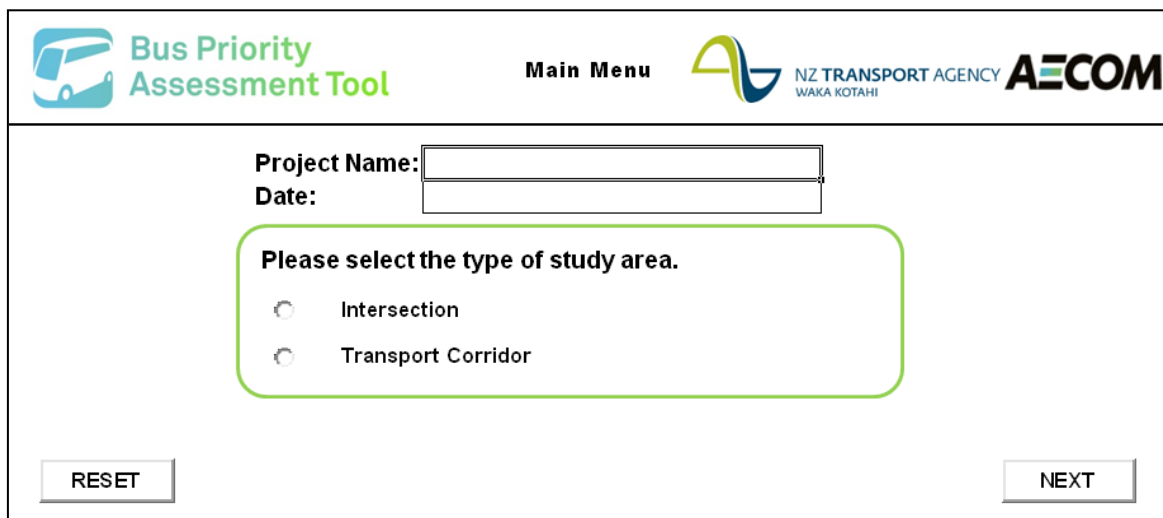 Bus Priority
Assessment Tool
Main Menu
NZ TRANSPORT AGENCY
WAKA KOTAHI
AECOM
Project Name:
Date:
Please select the type of study area.
Intersection
Transport Corridor
RESET
NEXT